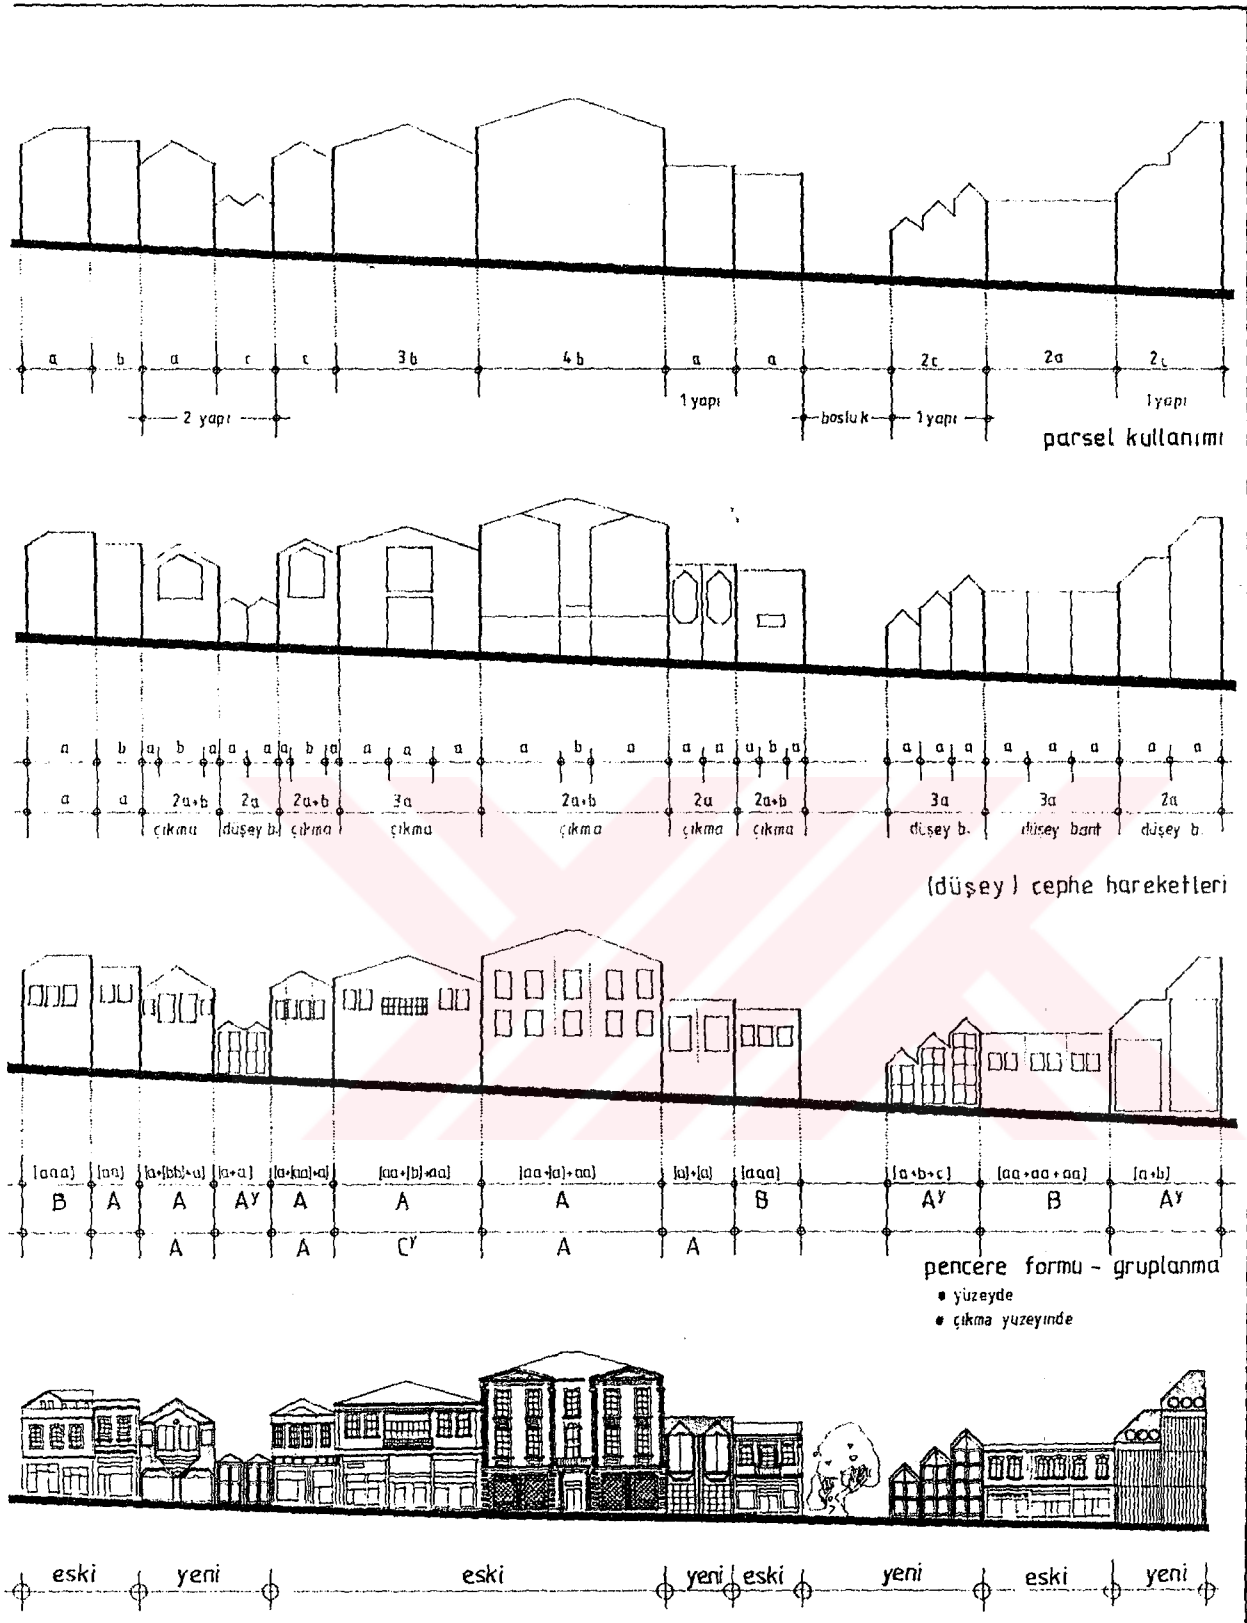 a b a c c 3b 4b a a 2c 2a 2c
2 yapı 1 yapı boşluk 1 yapı 1 yapı
parsel kullanımı
a b a b a a a a b a a a a a b a a a a b a a a a a a a a a
a a 2a+b 2a 2a+b 3a 2a+b 2a 2a+b 3a 3a 2a
çıkma düşey b. çıkma çıkma çıkma çıkma çıkma düşey b. düşey bant düşey b.
(düşey) cephe hareketleri
[aaa] [aa] [a+[bb]+a] [a+a] [a+[aa]+a] [aa+[b]+aa] [aa+[a]+aa] [a]+[a] [aaa] [a+b+c] [aa+aa+aa] [a+b]
B A A Aʸ A A A B Aʸ B Aʸ
A A Cʸ A A
pencere formu - gruplanma
• yüzeyde
• çıkma yüzeyinde
eski yeni eski yeni eski yeni eski yeni